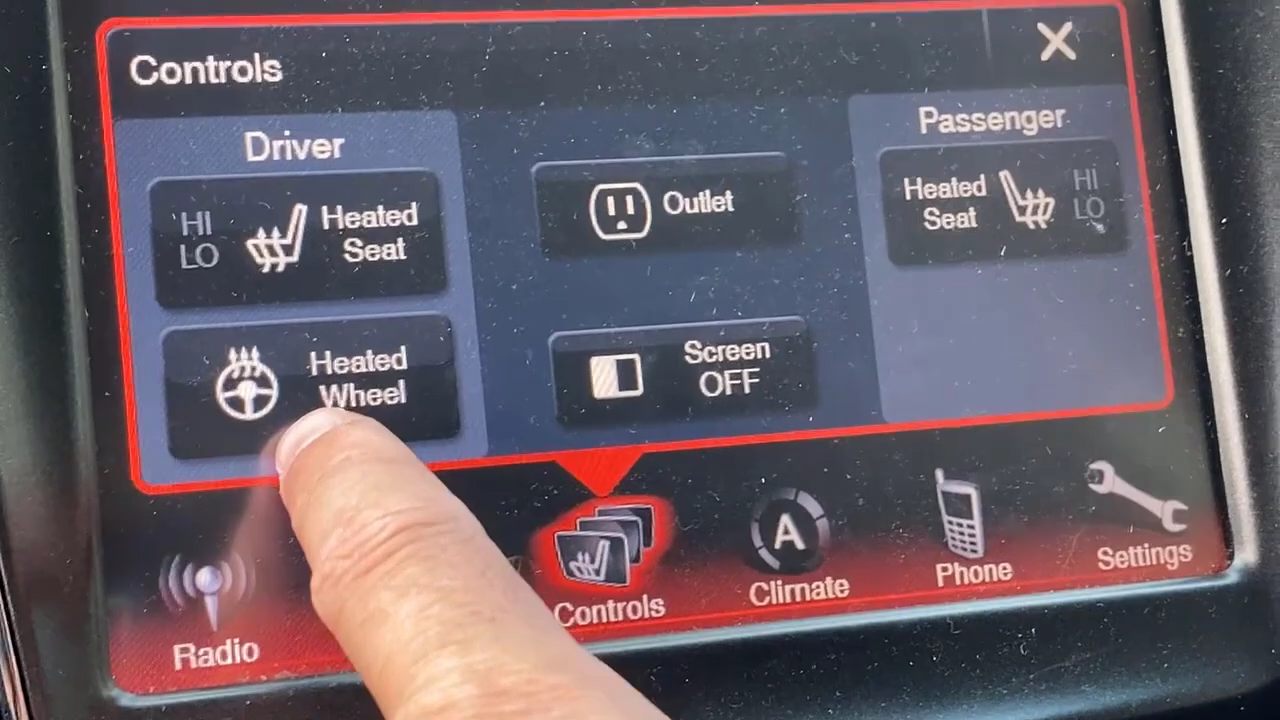 Controls
X
Driver
HI
LO
Heated
Seat
Heated
Wheel
Outlet
Screen
OFF
Passenger
Heated
Seat
HI
LO
Radio
Controls
A
Climate
Phone
Settings